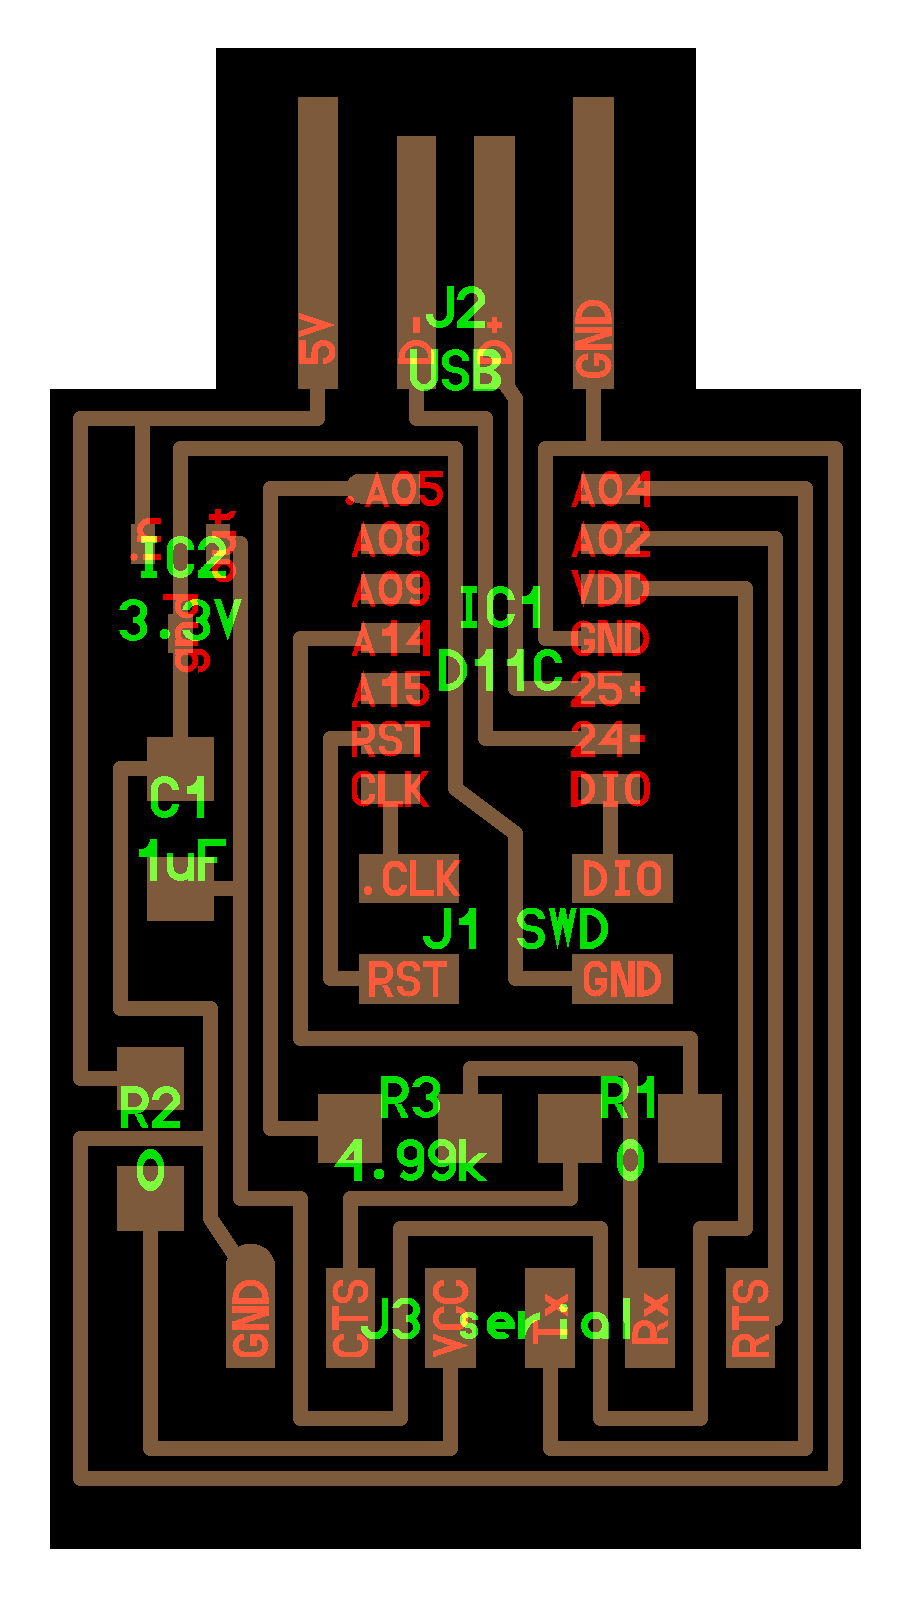 J2
USB
5V
D-
D+
GND
.A05
A08
A09
A14
A15
RST
CLK
A04
A02
VDD
GND
25+
24-
DIO
IC1
D11C
in
out
gnd
IC2
3.3V
C1
1uF
.CLK
DIO
J1 SWD
RST
GND
R2
0
R3
4.99k
R1
0
GND
CTS
VCC
Tx
Rx
RTS
J3 serial